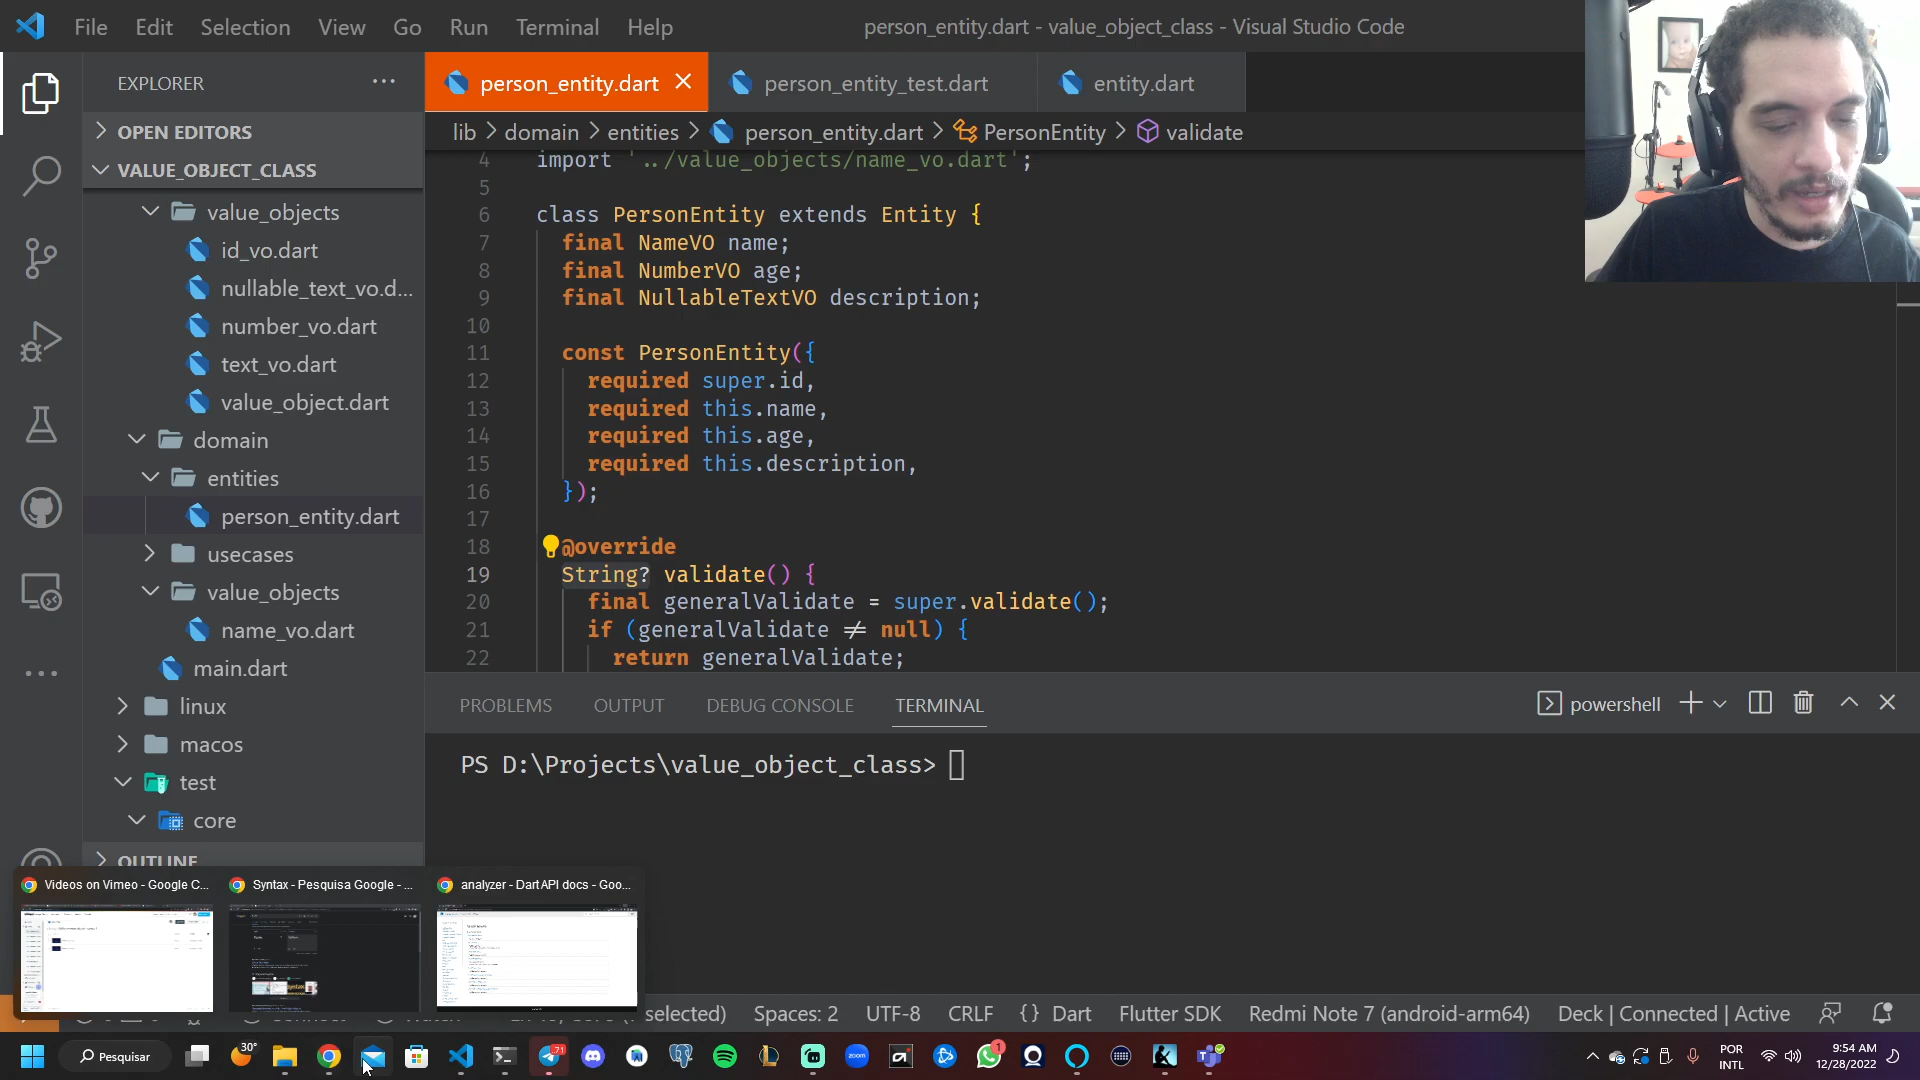 File Edit Selection View Go Run Terminal Help
person_entity.dart - value_object_class - Visual Studio Code
EXPLORER
OPEN EDITORS
VALUE_OBJECT_CLASS
value_objects
id_vo.dart
nullable_text_vo.d...
number_vo.dart
text_vo.dart
value_object.dart
domain
entities
person_entity.dart
usecases
value_objects
name_vo.dart
main.dart
linux
macos
test
core
OUTLINE
person_entity.dart
person_entity_test.dart
entity.dart
lib > domain > entities > person_entity.dart > PersonEntity > validate
4 import '../value_objects/name_vo.dart';
5
6 class PersonEntity extends Entity {
7 final NameVO name;
8 final NumberVO age;
9 final NullableTextVO description;
10
11 const PersonEntity({
12 required super.id,
13 required this.name,
14 required this.age,
15 required this.description,
16 });
17
18 @override
19 String? validate() {
20 final generalValidate = super.validate();
21 if (generalValidate ≠ null) {
22 return generalValidate;
PROBLEMS OUTPUT DEBUG CONSOLE TERMINAL
powershell
PS D:\Projects\value_object_class>
Videos on Vimeo - Google C...
Syntax - Pesquisa Google - ...
analyzer - Dart API docs - Goo...
selected) Spaces: 2 UTF-8 CRLF {} Dart Flutter SDK Redmi Note 7 (android-arm64) Deck | Connected | Active
Pesquisar
30°
71
zoom
1
POR
INTL
9:54 AM
12/28/2022